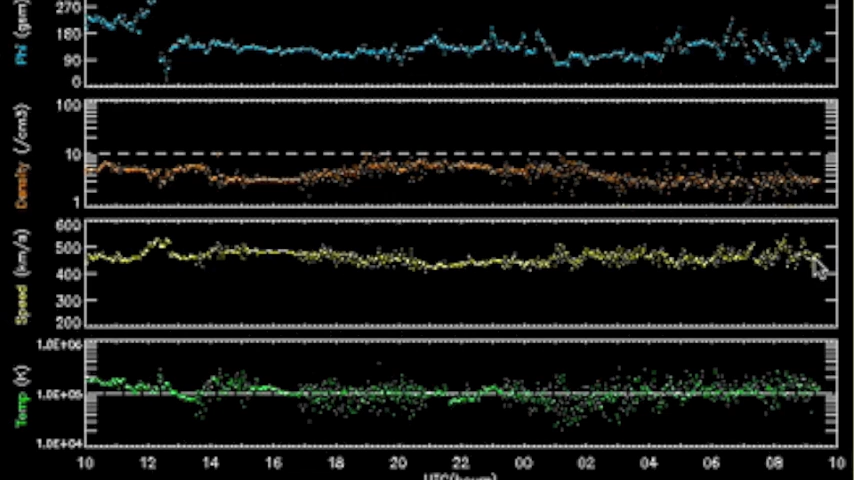 Phi (gsm)
270
180
90
0
Density (/cm3)
100
10
1
Speed (km/s)
600
500
400
300
200
Temp (K)
1.0E+06
1.0E+05
1.0E+04
10 12 14 16 18 20 22 00 02 04 06 08 10
UTC(hours)